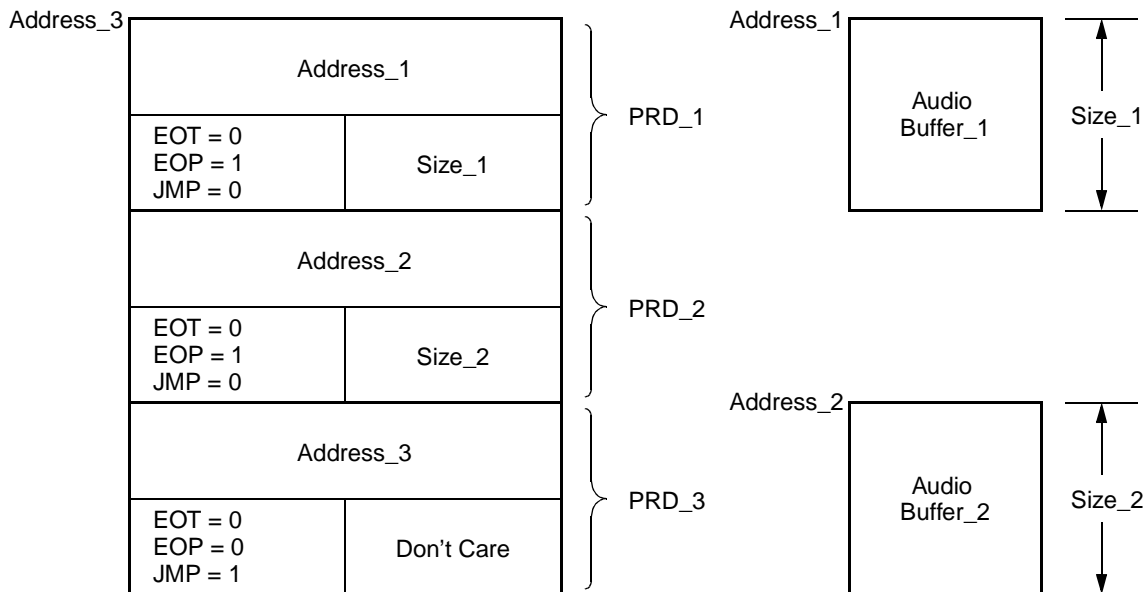 Address_3
Address_1
EOT = 0
EOP = 1
JMP = 0
Size_1
PRD_1
Address_2
EOT = 0
EOP = 1
JMP = 0
Size_2
PRD_2
Address_3
EOT = 0
EOP = 0
JMP = 1
Don't Care
PRD_3
Address_1
Audio
Buffer_1
Size_1
Address_2
Audio
Buffer_2
Size_2